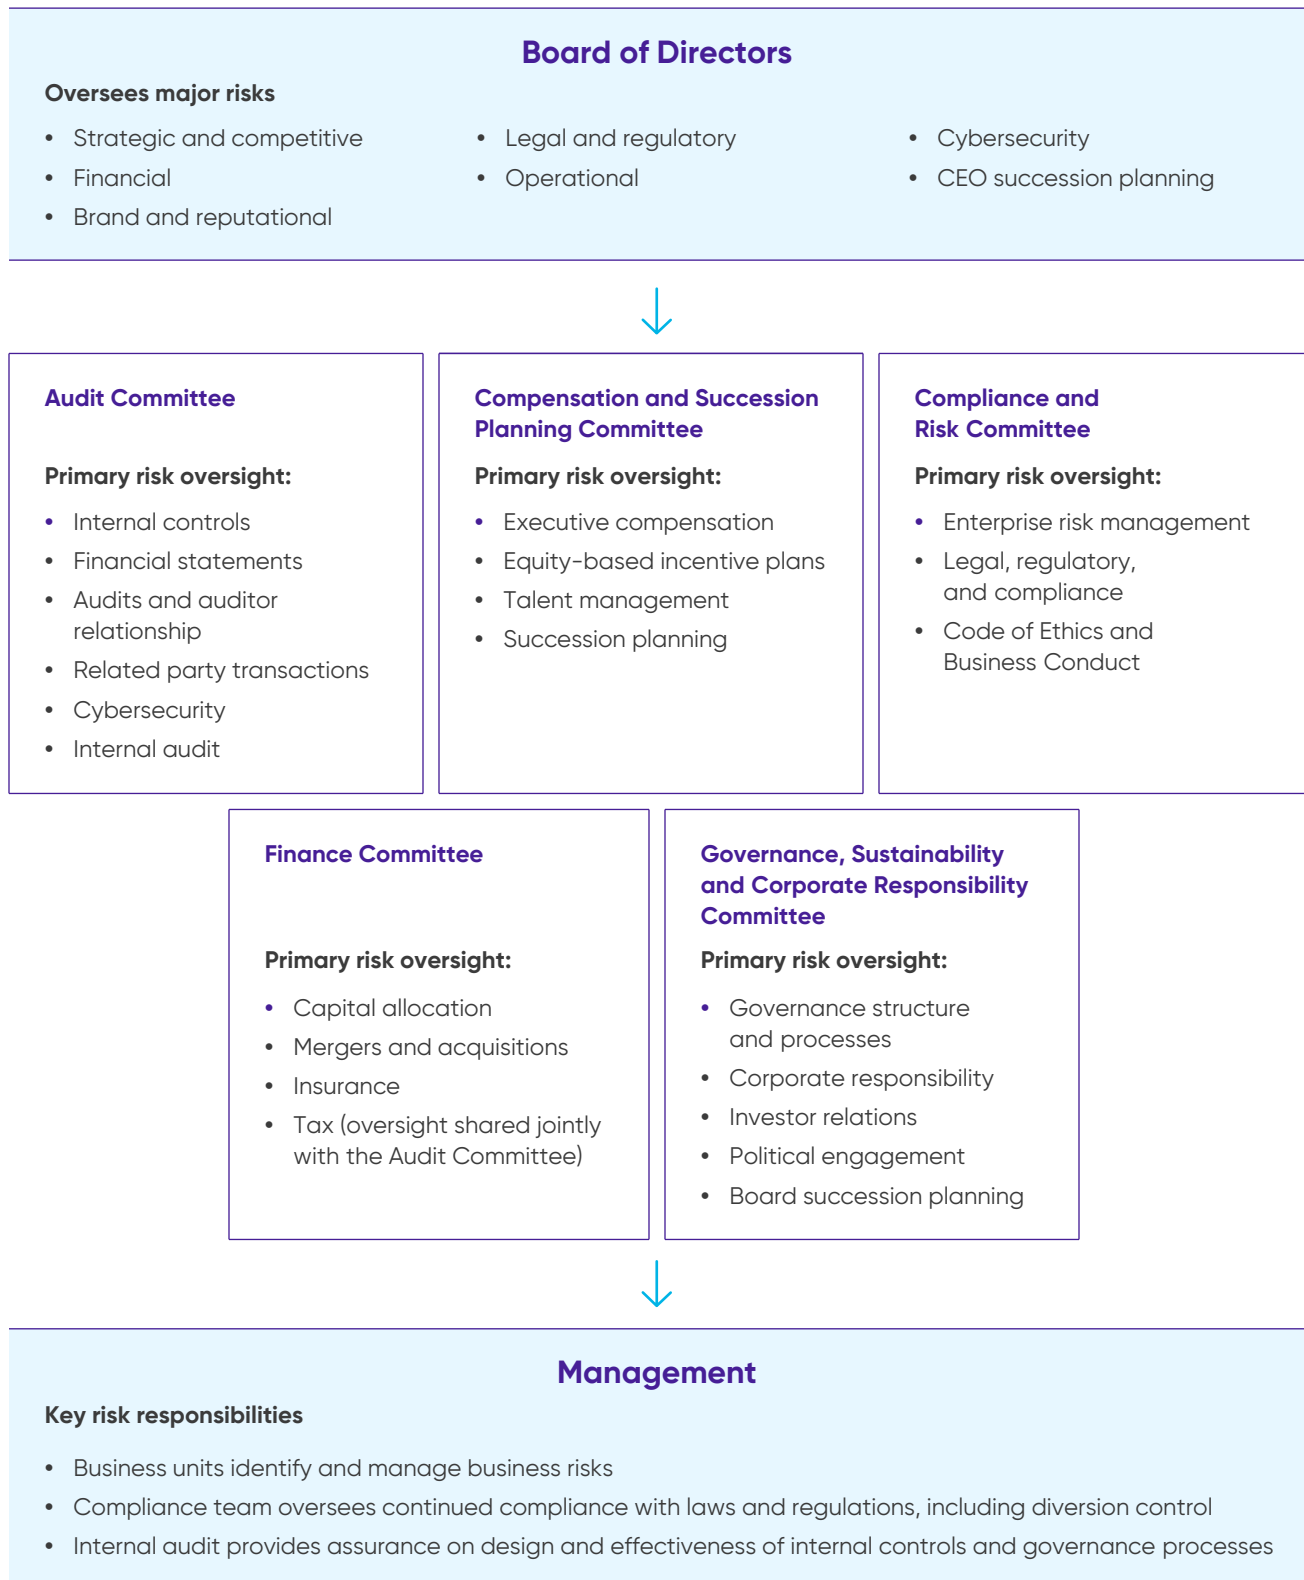 Board of Directors
Oversees major risks
• Strategic and competitive
• Financial
• Brand and reputational
• Legal and regulatory
• Operational
• Cybersecurity
• CEO succession planning
Audit Committee
Primary risk oversight:
• Internal controls
• Financial statements
• Audits and auditor
relationship
• Related party transactions
• Cybersecurity
• Internal audit
Compensation and Succession
Planning Committee
Primary risk oversight:
• Executive compensation
• Equity-based incentive plans
• Talent management
• Succession planning
Compliance and
Risk Committee
Primary risk oversight:
• Enterprise risk management
• Legal, regulatory,
and compliance
• Code of Ethics and
Business Conduct
Finance Committee
Primary risk oversight:
• Capital allocation
• Mergers and acquisitions
• Insurance
• Tax (oversight shared jointly
with the Audit Committee)
Governance, Sustainability
and Corporate Responsibility
Committee
Primary risk oversight:
• Governance structure
and processes
• Corporate responsibility
• Investor relations
• Political engagement
• Board succession planning
Management
Key risk responsibilities
• Business units identify and manage business risks
• Compliance team oversees continued compliance with laws and regulations, including diversion control
• Internal audit provides assurance on design and effectiveness of internal controls and governance processes